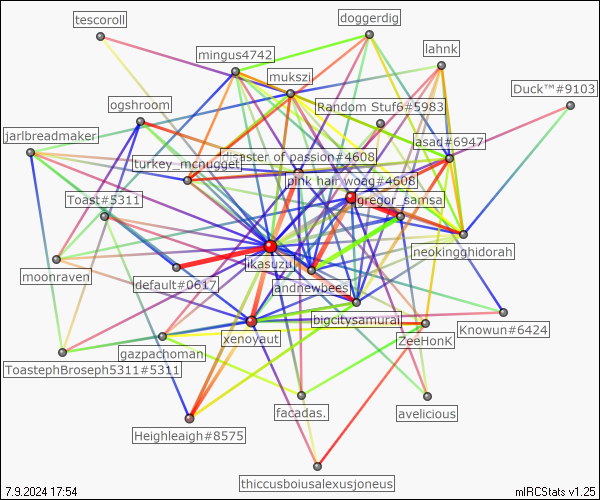 tescoroll
doggerdig
mingus4742
lahnk
mukszi
Duck™#9103
ogshroom
Random Stuf6#5983
jarlbreadmaker
asad#6947
disaster of passion#4608
turkey_mcnugget
pink hair woag#4608
Toast#5311
gregor_samsa
neokingghidorah
ikasuzu
moonraven
default#0617
andnewbees
bigcitysamurai
Knowun#6424
xenoyaut
ZeeHonK
gazpachoman
ToastephBroseph5311#5311
facadas.
avelicious
Heighleaigh#8575
thiccusboiusalexusjoneus
7.9.2024 17:54
mIRCStats v1.25